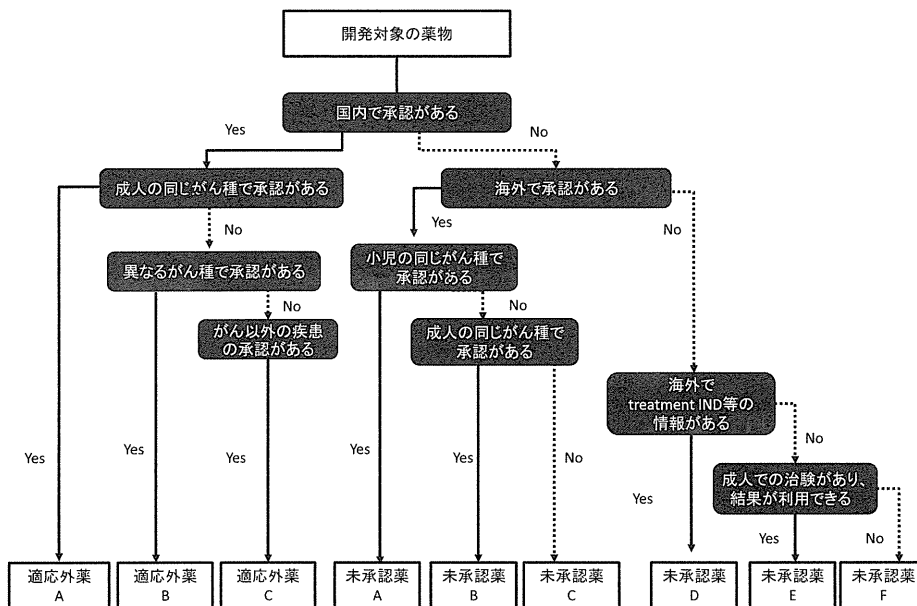 開発対象の薬物
国内で承認がある
Yes
No
成人の同じがん種で承認がある
海外で承認がある
No
Yes
No
異なるがん種で承認がある
小児の同じがん種で
承認がある
No
No
がん以外の疾患
の承認がある
成人の同じがん種で
承認がある
海外で
treatment IND等の
情報がある
No
Yes
Yes
Yes
Yes
Yes
No
成人での治験があり、
結果が利用できる
Yes
Yes
No
適応外薬
A
適応外薬
B
適応外薬
C
未承認薬
A
未承認薬
B
未承認薬
C
未承認薬
D
未承認薬
E
未承認薬
F